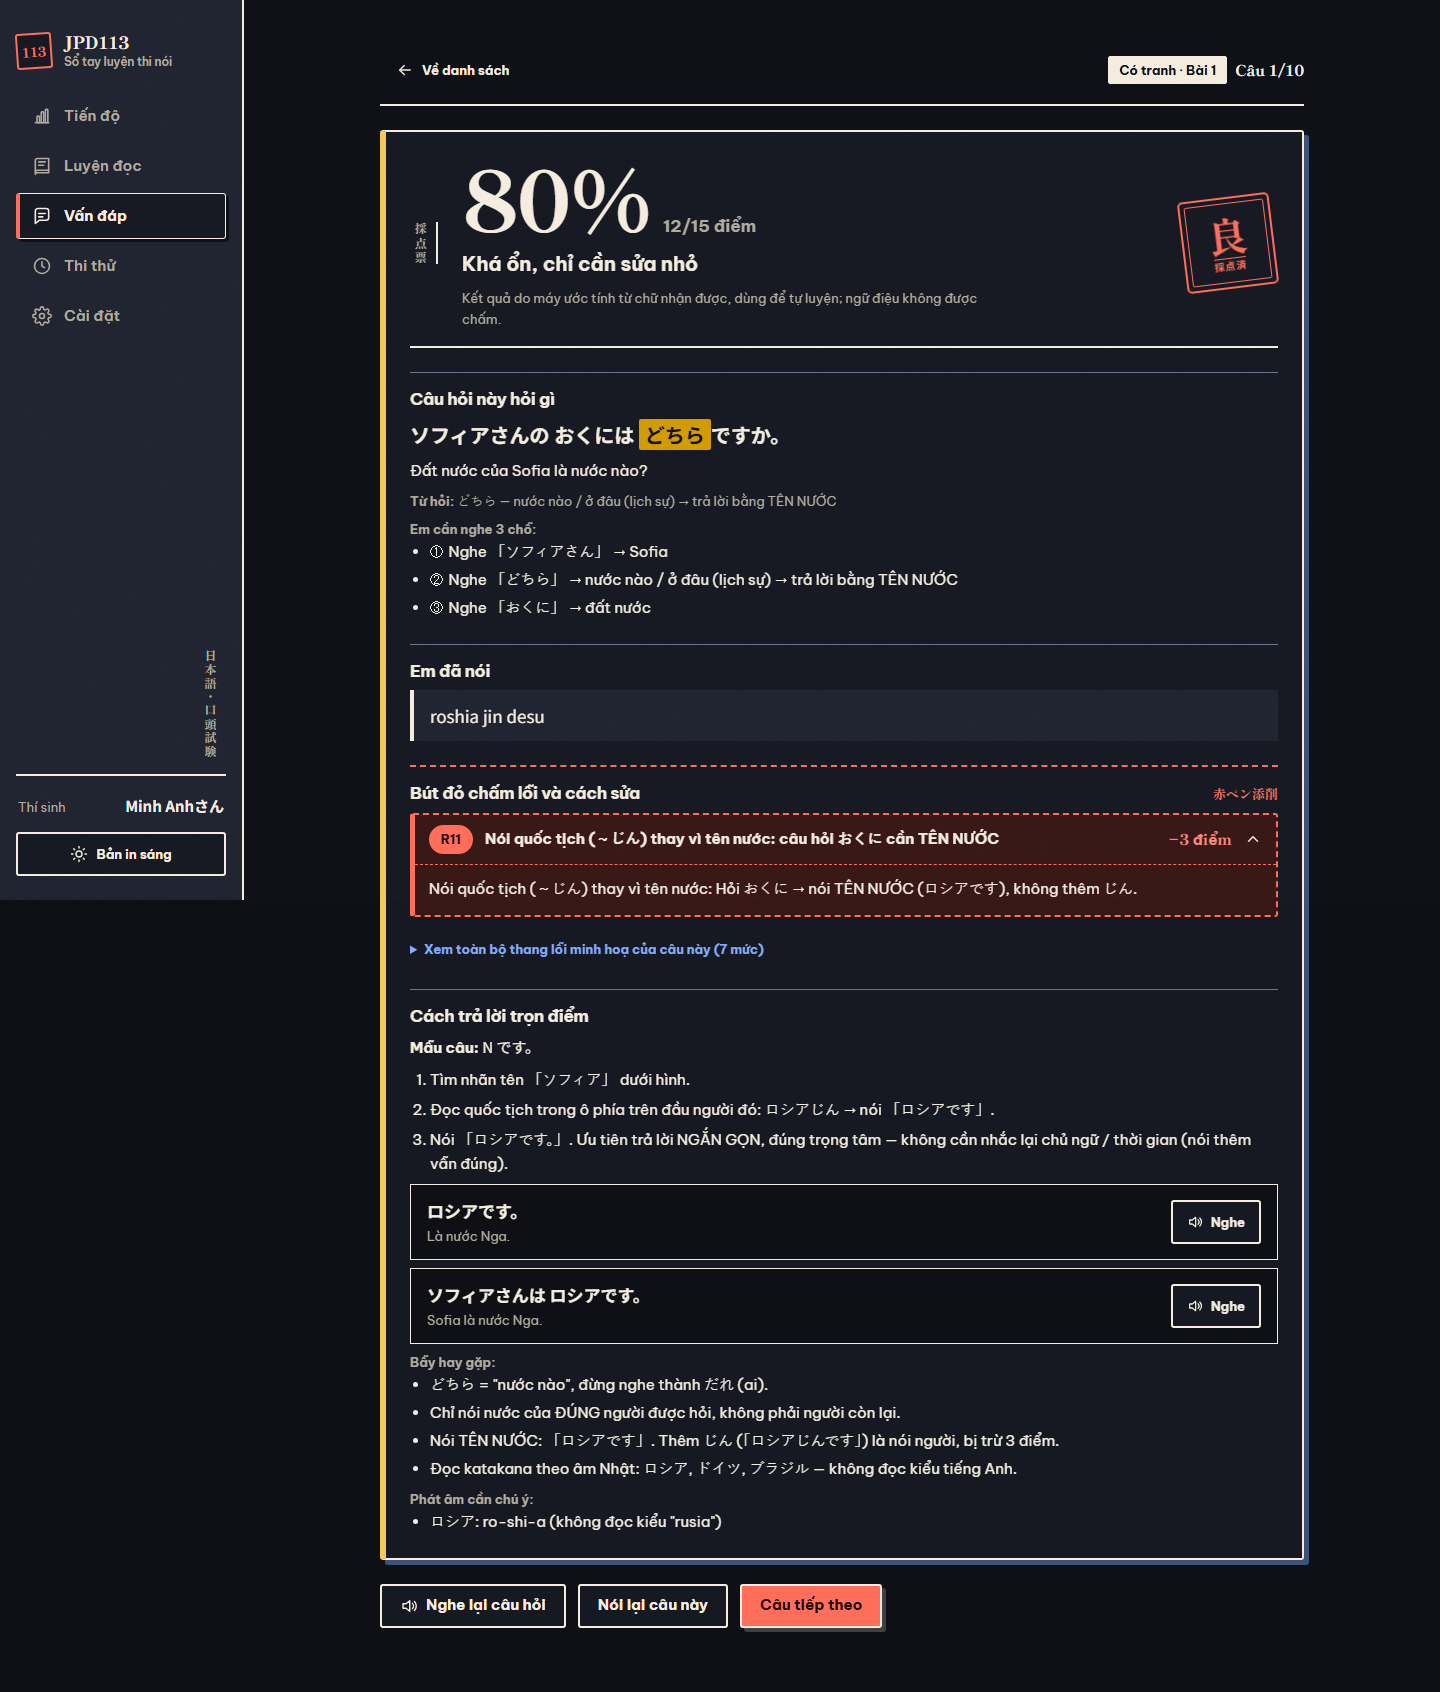 113
JPD113
Sổ tay luyện thi nói
Tiến độ
Luyện đọc
Vấn đáp
Thi thử
Cài đặt
日本語・口頭試験
Thí sinh
Minh Anhさん
Bản in sáng
Về danh sách
Có tranh · Bài 1
Câu 1/10
採点票
80%
12/15 điểm
Khá ổn, chỉ cần sửa nhỏ
Kết quả do máy ước tính từ chữ nhận được, dùng để tự luyện; ngữ điệu không được
chấm.
良
採点済
Câu hỏi này hỏi gì
ソフィアさんの おくには どちらですか。
Đất nước của Sofia là nước nào?
Từ hỏi: どちら — nước nào / ở đâu (lịch sự) → trả lời bằng TÊN NƯỚC
Em cần nghe 3 chỗ:
• ① Nghe 「ソフィアさん」 → Sofia
• ② Nghe 「どちら」 → nước nào / ở đâu (lịch sự) → trả lời bằng TÊN NƯỚC
• ③ Nghe 「おくに」 → đất nước
Em đã nói
roshia jin desu
Bút đỏ chấm lỗi và cách sửa
赤ペン添削
R11
Nói quốc tịch (～じん) thay vì tên nước: câu hỏi おくに cần TÊN NƯỚC
−3 điểm
Nói quốc tịch (～じん) thay vì tên nước: Hỏi おくに → nói TÊN NƯỚC (ロシアです), không thêm じん.
Xem toàn bộ thang lỗi minh hoạ của câu này (7 mức)
Cách trả lời trọn điểm
Mẫu câu: N です。
1. Tìm nhãn tên 「ソフィア」 dưới hình.
2. Đọc quốc tịch trong ô phía trên đầu người đó: ロシアじん → nói 「ロシアです」.
3. Nói 「ロシアです。」. Ưu tiên trả lời NGẮN GỌN, đúng trọng tâm — không cần nhắc lại chủ ngữ / thời gian (nói thêm
vẫn đúng).
ロシアです。
Là nước Nga.
Nghe
ソフィアさんは ロシアです。
Sofia là nước Nga.
Nghe
Bẫy hay gặp:
• どちら = "nước nào", đừng nghe thành だれ (ai).
• Chỉ nói nước của ĐÚNG người được hỏi, không phải người còn lại.
• Nói TÊN NƯỚC: 「ロシアです」. Thêm じん (「ロシアじんです」) là nói người, bị trừ 3 điểm.
• Đọc katakana theo âm Nhật: ロシア, ドイツ, ブラジル — không đọc kiểu tiếng Anh.
Phát âm cần chú ý:
• ロシア: ro-shi-a (không đọc kiểu "rusia")
Nghe lại câu hỏi
Nói lại câu này
Câu tiếp theo